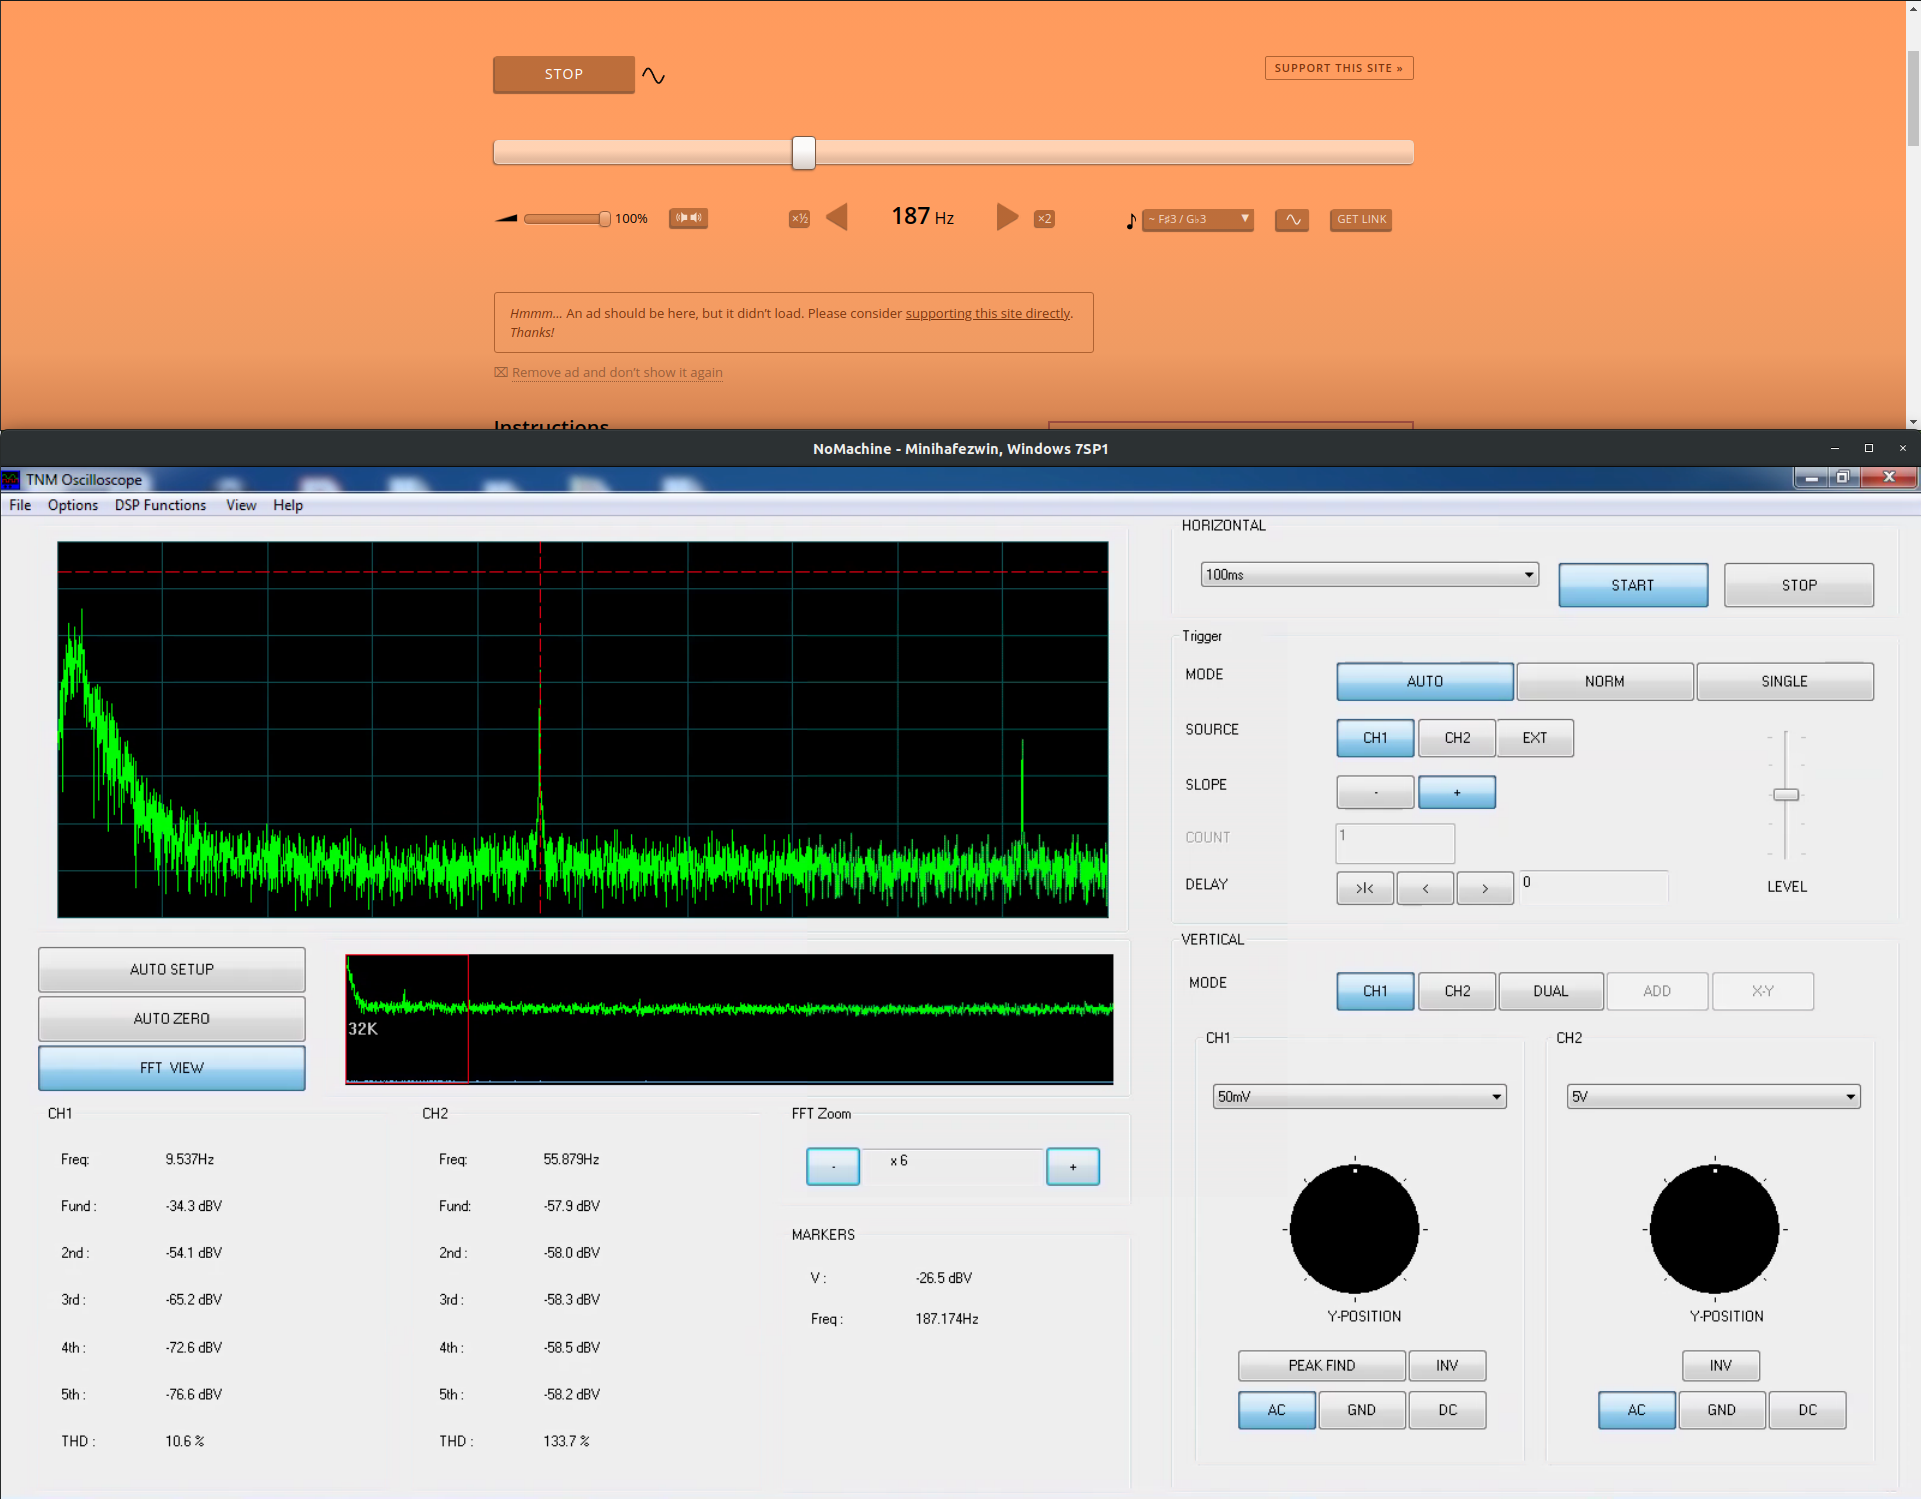 STOP
SUPPORT THIS SITE »
100%
×½
187 Hz
×2
~ F♯3 / G♭3
GET LINK
Hmmm... An ad should be here, but it didn't load. Please consider supporting this site directly.
Thanks!
Remove ad and don't show it again
Instructions
NoMachine - Minihafezwin, Windows 7SP1
TNM Oscilloscope
File Options DSP Functions View Help
HORIZONTAL
100ms
START
STOP
Trigger
MODE
AUTO
NORM
SINGLE
SOURCE
CH1
CH2
EXT
SLOPE
-
+
COUNT
1
DELAY
>I<
<
>
0
LEVEL
AUTO SETUP
AUTO ZERO
FFT VIEW
32K
VERTICAL
MODE
CH1
CH2
DUAL
ADD
X-Y
CH1
Freq: 9.537Hz
Fund : -34.3 dBV
2nd : -54.1 dBV
3rd : -65.2 dBV
4th : -72.6 dBV
5th : -76.6 dBV
THD : 10.6 %
CH2
Freq: 55.879Hz
Fund: -57.9 dBV
2nd : -58.0 dBV
3rd : -58.3 dBV
4th : -58.5 dBV
5th : -58.2 dBV
THD : 133.7 %
FFT Zoom
-
x 6
+
MARKERS
V : -26.5 dBV
Freq : 187.174Hz
CH1
50mV
Y-POSITION
PEAK FIND
INV
AC
GND
DC
CH2
5V
Y-POSITION
INV
AC
GND
DC